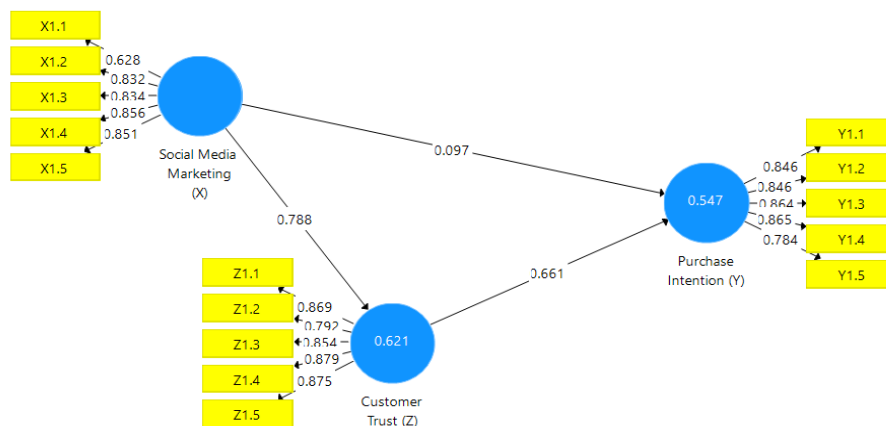 X1.1
X1.2
X1.3
X1.4
X1.5
0.628
0.832
0.834
0.856
0.851
Social Media
Marketing
(X)
0.097
0.788
0.661
Z1.1
Z1.2
Z1.3
Z1.4
Z1.5
0.869
0.792
0.854
0.879
0.875
0.621
Customer
Trust (Z)
0.547
Purchase
Intention (Y)
0.846
0.846
0.864
0.865
0.784
Y1.1
Y1.2
Y1.3
Y1.4
Y1.5